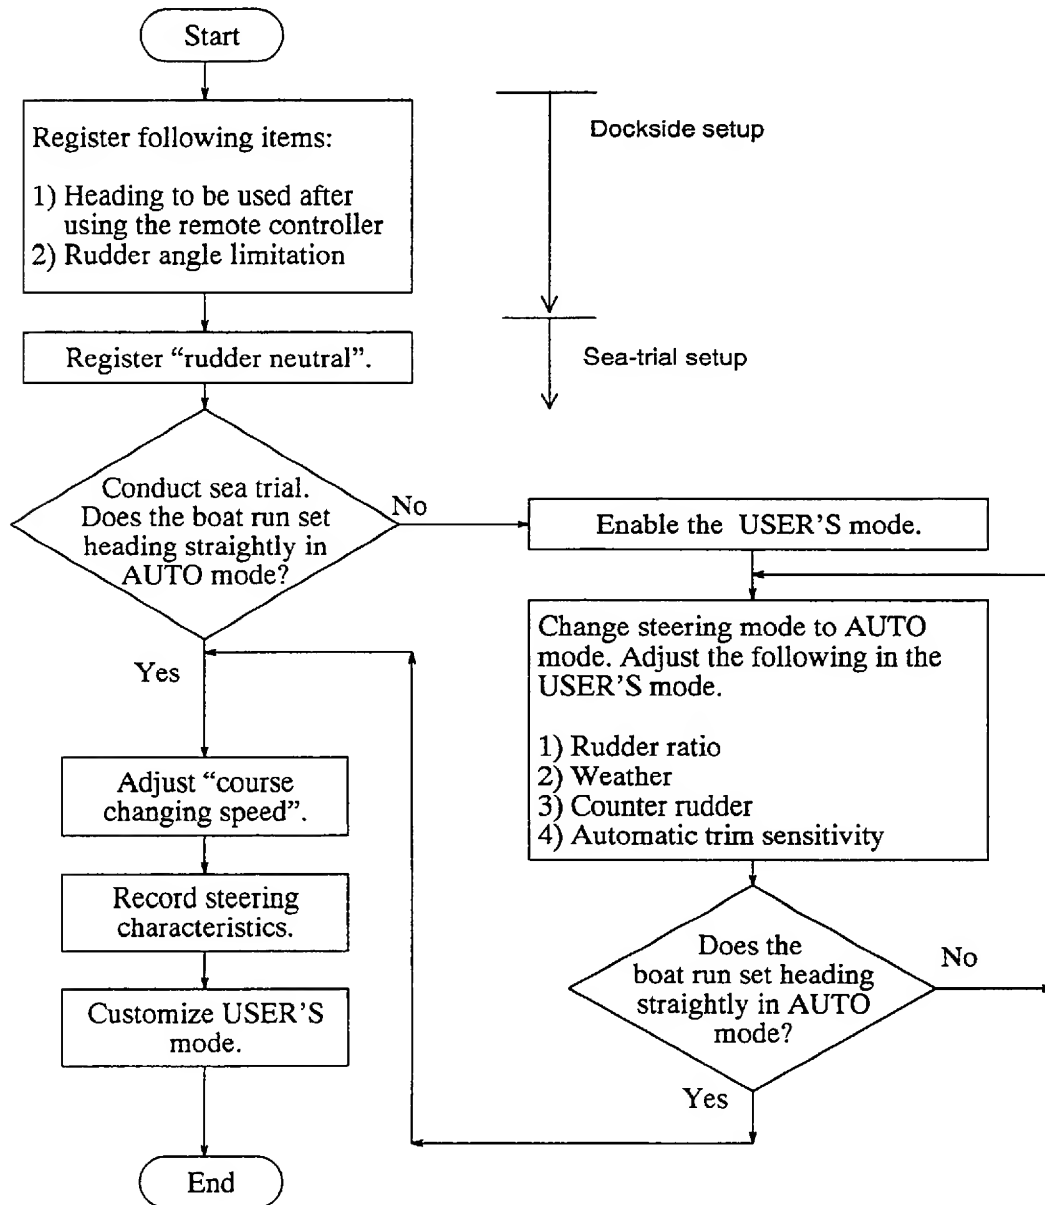 Start
Register following items:
1) Heading to be used after
using the remote controller
2) Rudder angle limitation
Dockside setup
Register “rudder neutral”.
Sea-trial setup
Conduct sea trial.
Does the boat run set
heading straightly in
AUTO mode?
No
Enable the USER’S mode.
Change steering mode to AUTO
mode. Adjust the following in the
USER’S mode.
1) Rudder ratio
2) Weather
3) Counter rudder
4) Automatic trim sensitivity
Yes
Adjust “course
changing speed”.
Record steering
characteristics.
Customize USER’S
mode.
Does the
boat run set heading
straightly in AUTO
mode?
No
Yes
End